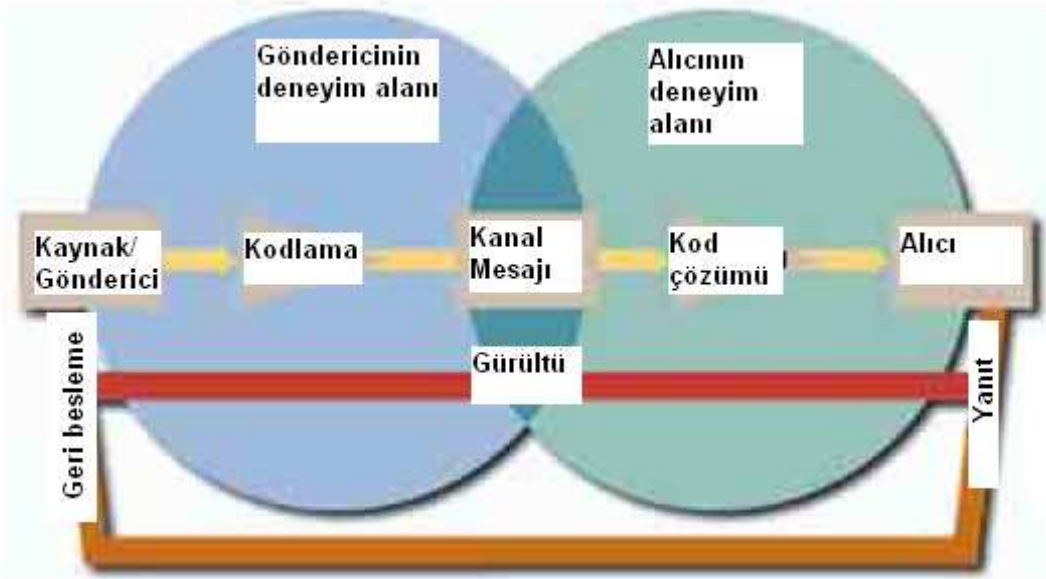 Göndericinin
deneyim alanı
Alıcının
deneyim
alanı
Kaynak/
Gönderici
Kodlama
Kanal
Mesajı
Kod
çözümü
Alıcı
Gürültü
Geri besleme
Yanıt